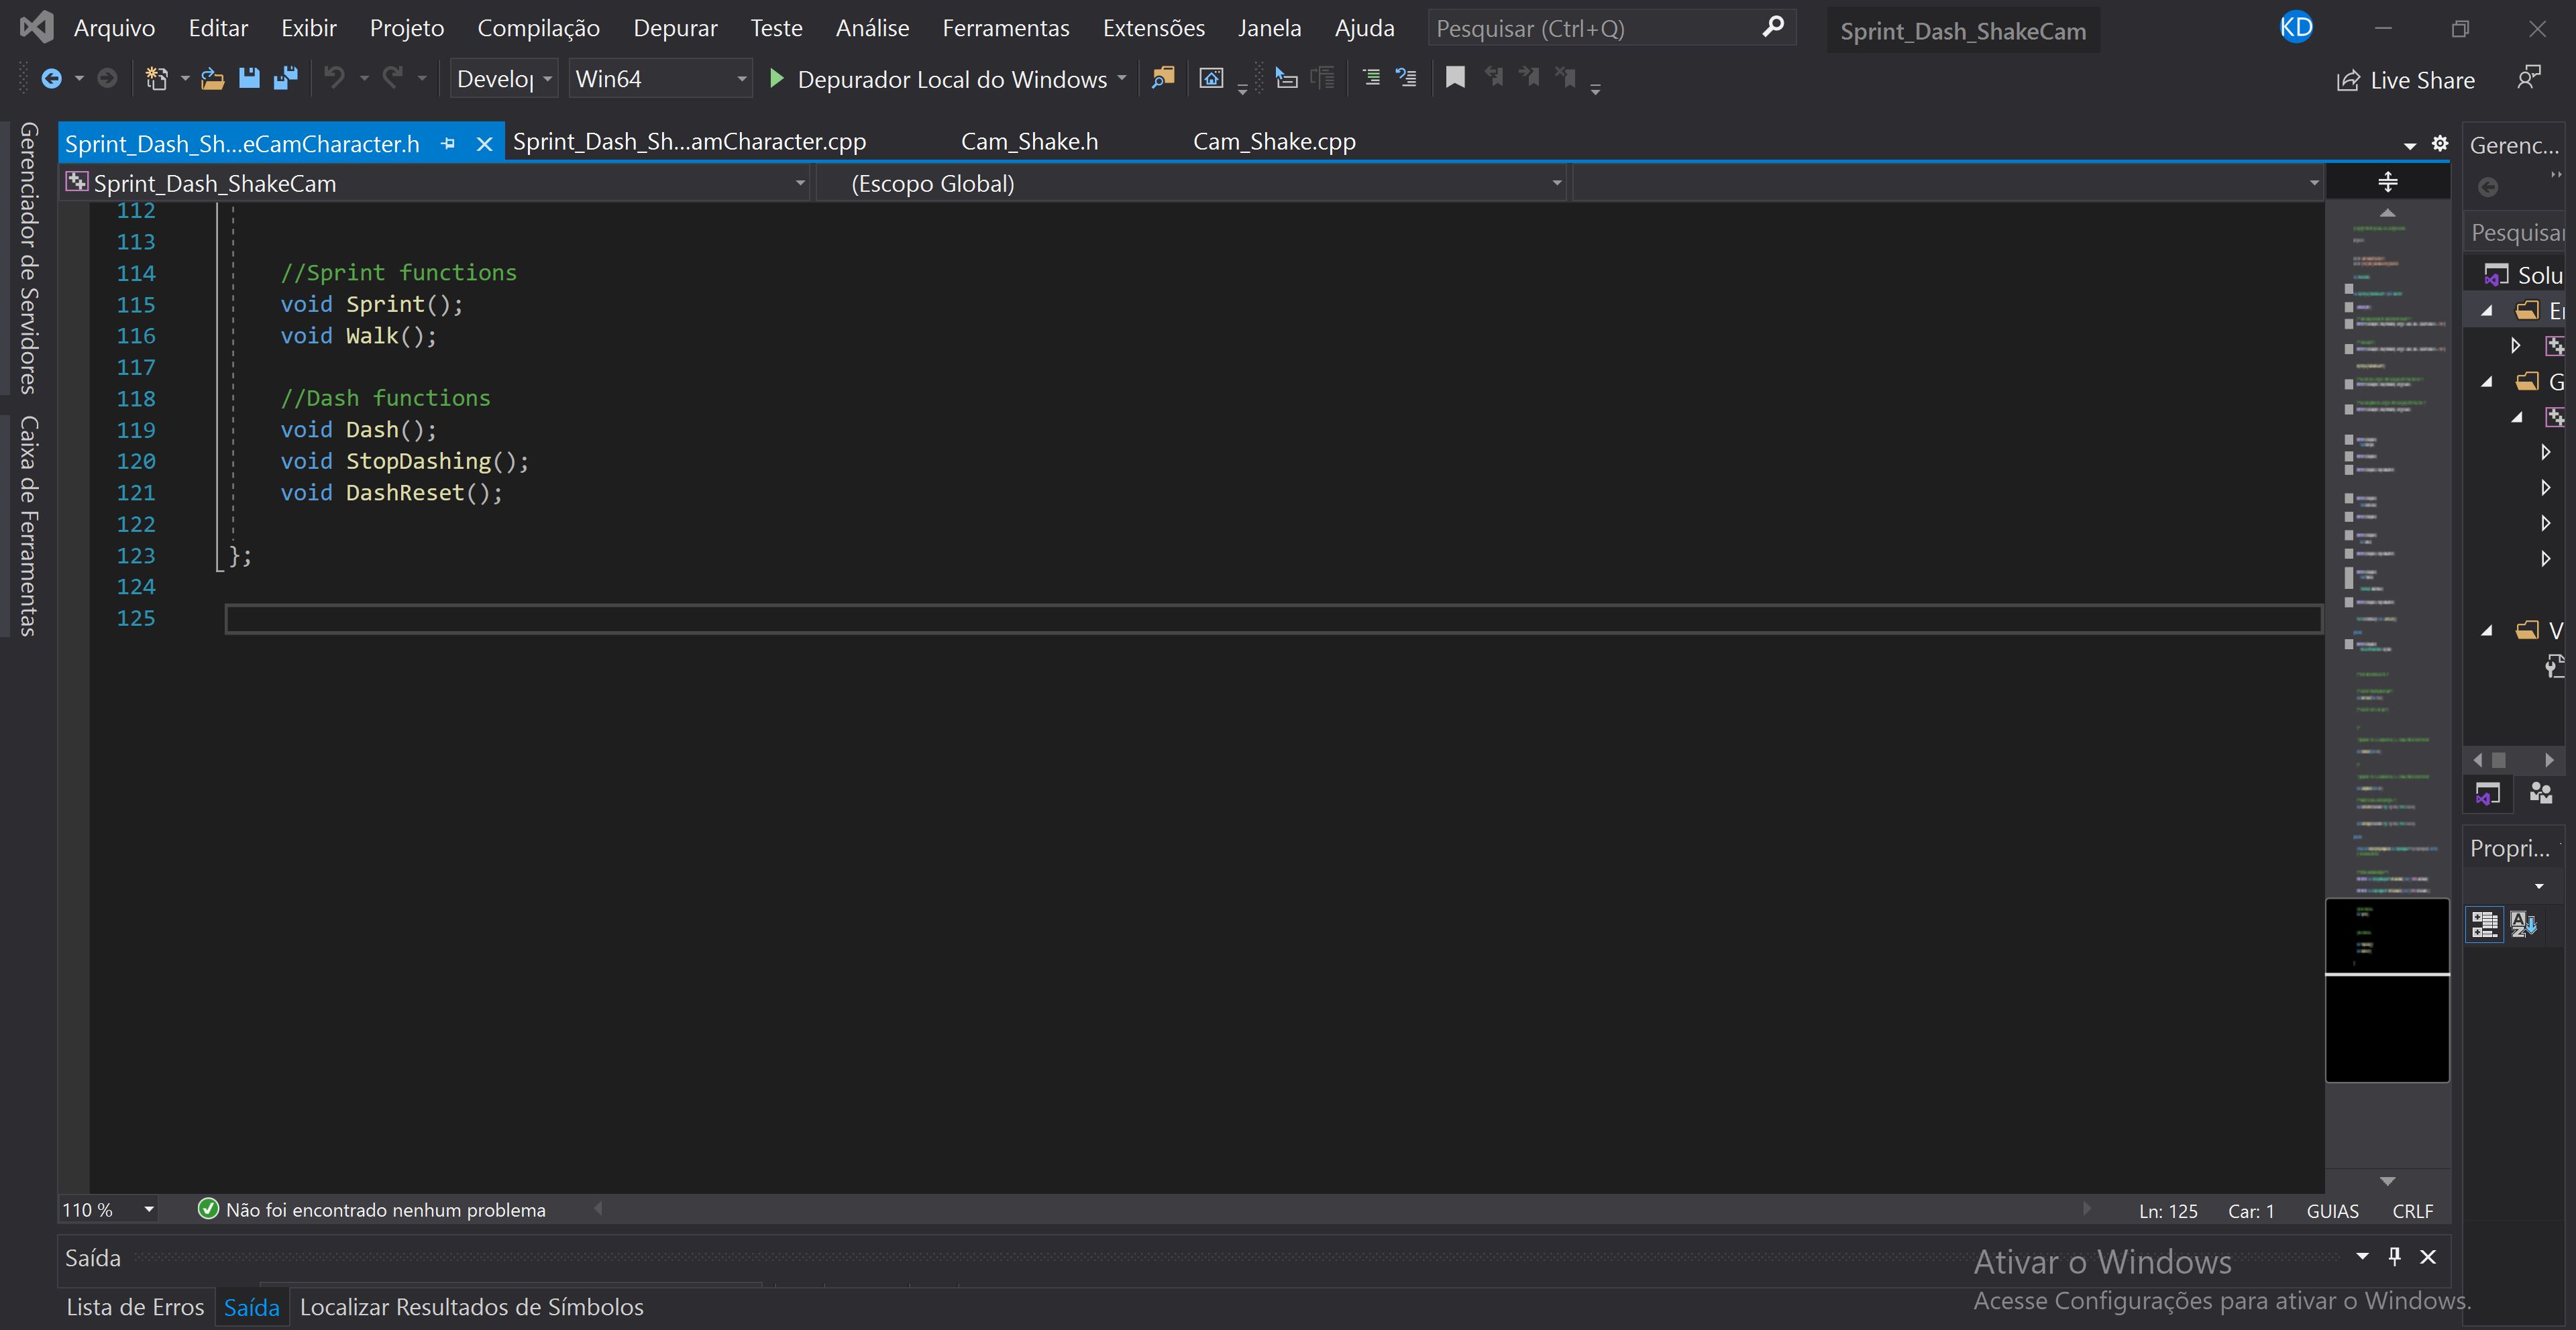 Arquivo Editar Exibir Projeto Compilação Depurar Teste Análise Ferramentas Extensões Janela Ajuda Pesquisar (Ctrl+Q) Sprint_Dash_ShakeCam KD
Develo Win64 Depurador Local do Windows Live Share
Gerenciador de Servidores
Caixa de Ferramentas
Sprint_Dash_Sh...eCamCharacter.h Sprint_Dash_Sh...amCharacter.cpp Cam_Shake.h Cam_Shake.cpp
Sprint_Dash_ShakeCam (Escopo Global)
112
113
114 //Sprint functions
115 void Sprint();
116 void Walk();
117
118 //Dash functions
119 void Dash();
120 void StopDashing();
121 void DashReset();
122
123 };
124
125
110 % Não foi encontrado nenhum problema Ln: 125 Car: 1 GUIAS CRLF
Saída
Lista de Erros Saída Localizar Resultados de Símbolos
Gerenc...
Pesquisar
Solu
G
V
Propri...
Ativar o Windows
Acesse Configurações para ativar o Windows.